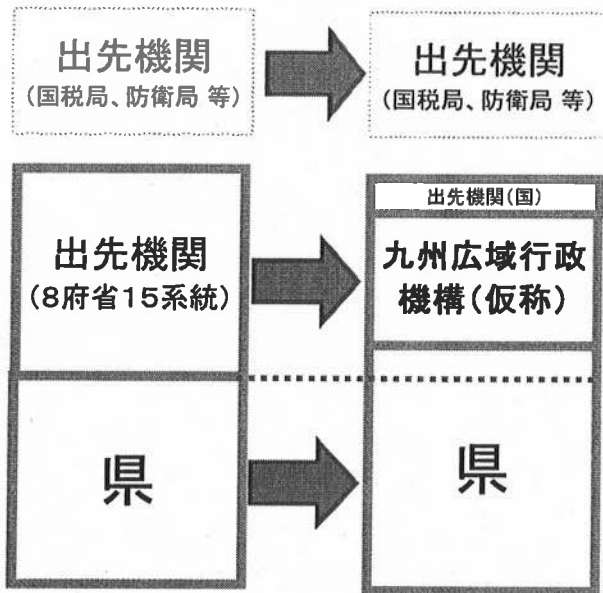 出先機関
(国税局、防衛局 等)
出先機関
(国税局、防衛局 等)
出先機関
(8府省15系統)
出先機関(国)
九州広域行政
機構(仮称)
県
県